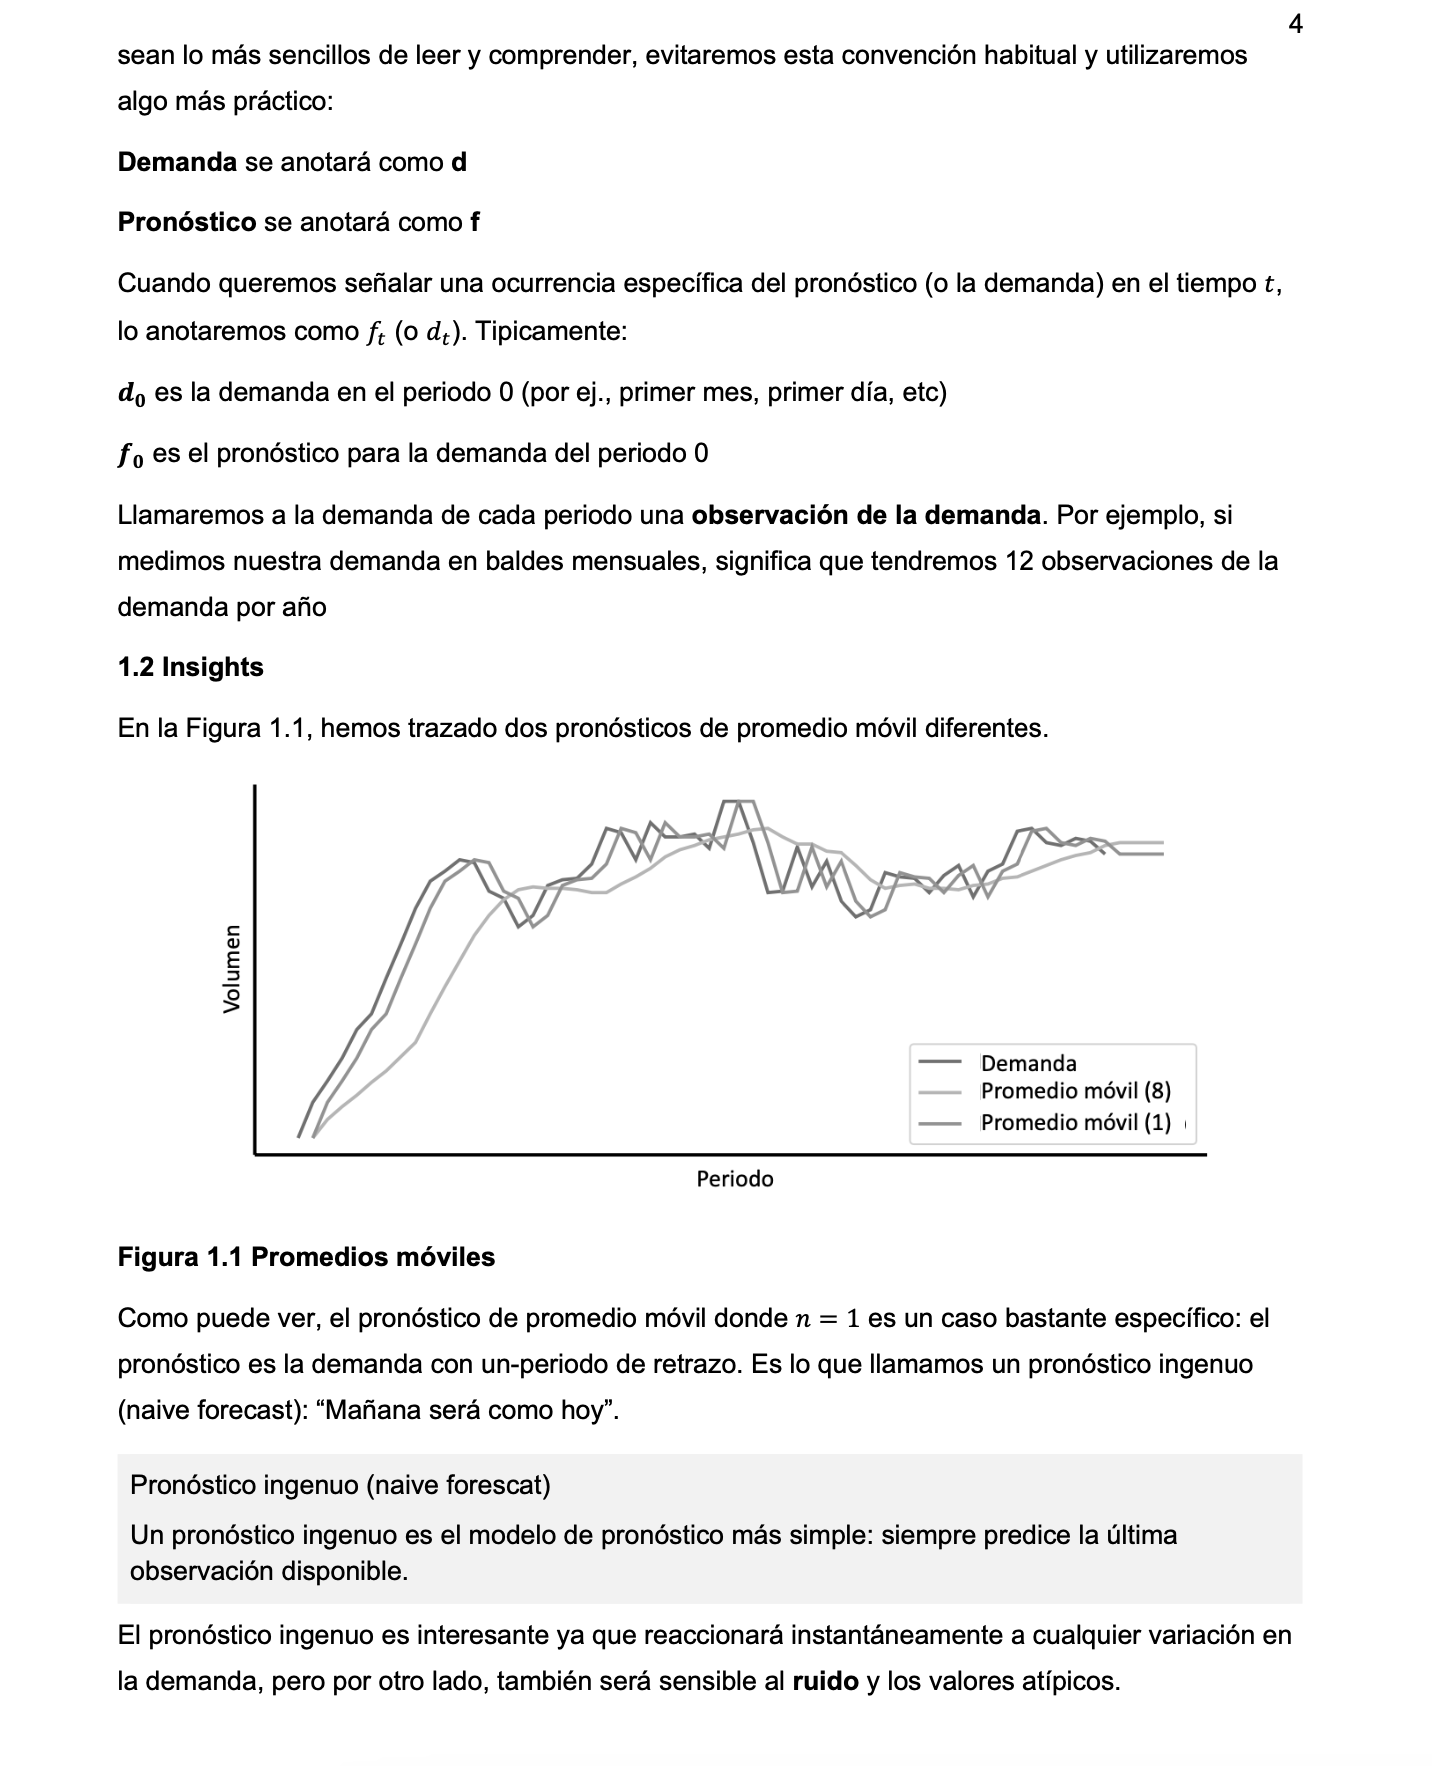 4
sean lo más sencillos de leer y comprender, evitaremos esta convención habitual y utilizaremos
algo más práctico:
Demanda se anotará como d
Pronóstico se anotará como f
Cuando queremos señalar una ocurrencia específica del pronóstico (o la demanda) en el tiempo t,
lo anotaremos como fₜ (o dₜ). Tipicamente:
d₀ es la demanda en el periodo 0 (por ej., primer mes, primer día, etc)
f₀ es el pronóstico para la demanda del periodo 0
Llamaremos a la demanda de cada periodo una observación de la demanda. Por ejemplo, si
medimos nuestra demanda en baldes mensuales, significa que tendremos 12 observaciones de la
demanda por año
1.2 Insights
En la Figura 1.1, hemos trazado dos pronósticos de promedio móvil diferentes.
Volumen
Demanda
Promedio móvil (8)
Promedio móvil (1)
Periodo
Figura 1.1 Promedios móviles
Como puede ver, el pronóstico de promedio móvil donde n = 1 es un caso bastante específico: el
pronóstico es la demanda con un-periodo de retrazo. Es lo que llamamos un pronóstico ingenuo
(naive forecast): “Mañana será como hoy”.
Pronóstico ingenuo (naive forescat)
Un pronóstico ingenuo es el modelo de pronóstico más simple: siempre predice la última
observación disponible.
El pronóstico ingenuo es interesante ya que reaccionará instantáneamente a cualquier variación en
la demanda, pero por otro lado, también será sensible al ruido y los valores atípicos.